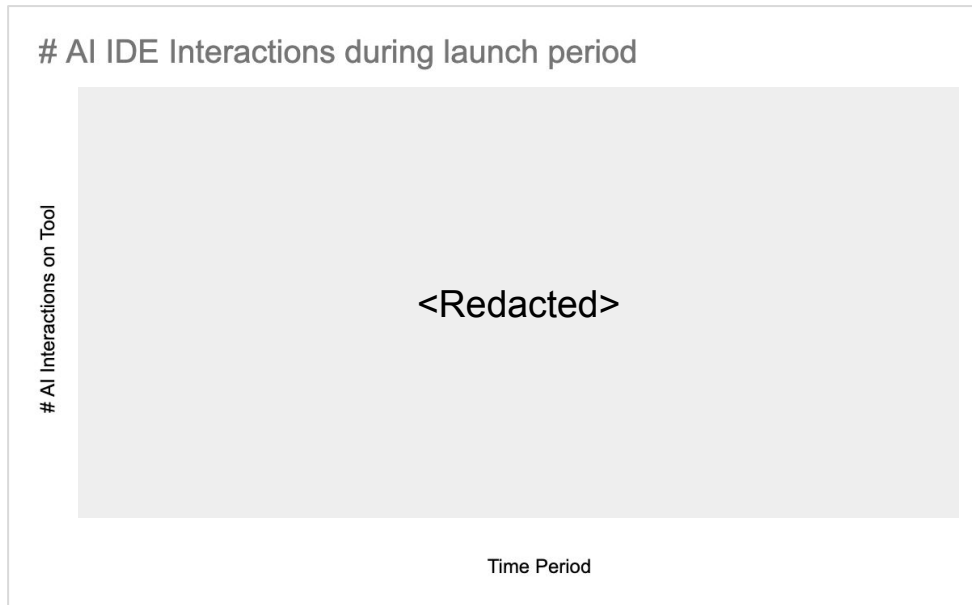 # AI IDE Interactions during launch period
# AI Interactions on Tool
<Redacted>
Time Period